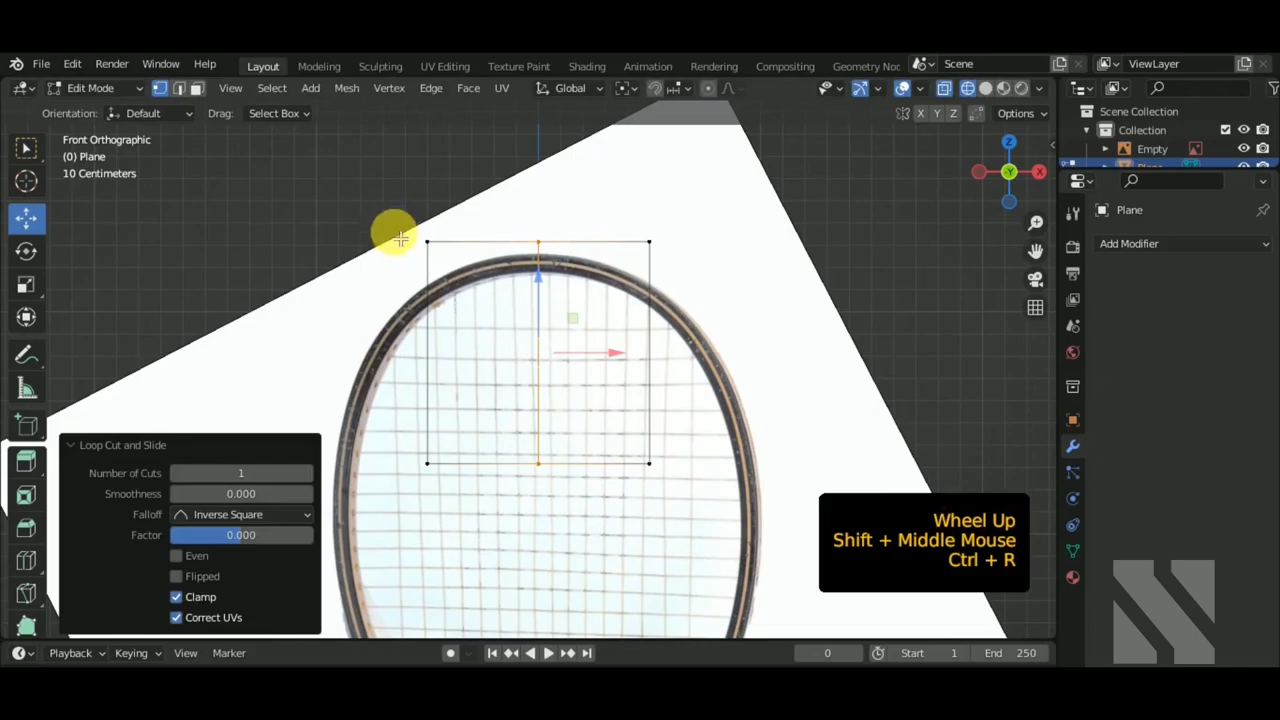 File Edit Render Window Help Layout Modeling Sculpting UV Editing Texture Paint Shading Animation Rendering Compositing Geometry Noc Scene ViewLayer
Edit Mode View Select Add Mesh Vertex Edge Face UV Global
Orientation: Default Drag: Select Box X Y Z Options
Scene Collection
Collection
Empty
Front Orthographic
(0) Plane
10 Centimeters
Z
X
-Y
Plane
Add Modifier
Loop Cut and Slide
Number of Cuts 1
Smoothness 0.000
Falloff Inverse Square
Factor 0.000
Even
Flipped
Clamp
Correct UVs
Wheel Up
Shift + Middle Mouse
Ctrl + R
Playback Keying View Marker 0 Start 1 End 250